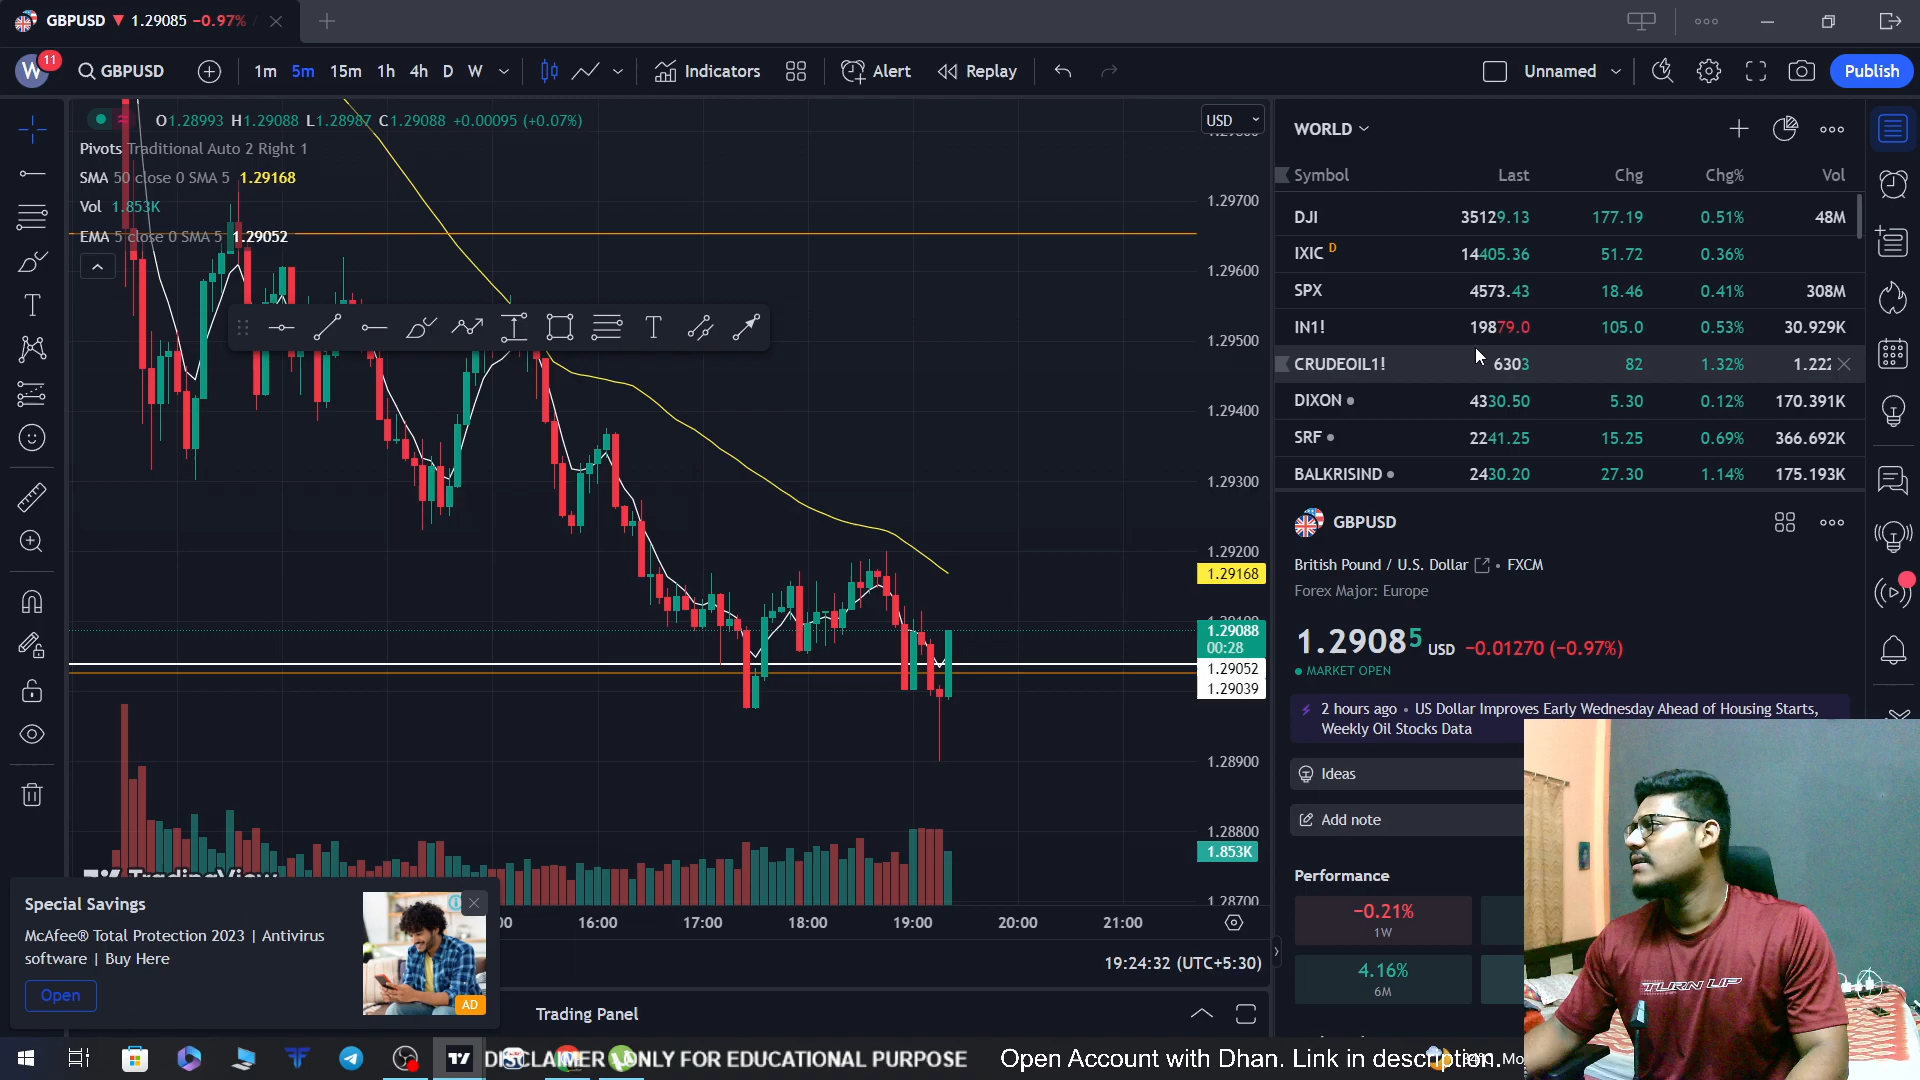 GBPUSD ▼ 1.29085 −0.97% /
W 11 GBPUSD 1m 5m 15m 1h 4h D W Indicators Alert Replay Unnamed Publish
O1.28993 H1.29088 L1.28987 C1.29088 +0.00095 (+0.07%)
USD
Pivots Traditional Auto 2 Right 1
SMA 50 close 0 SMA 5 1.29168
Vol 1.853K
EMA 5 close 0 SMA 5 1.29052
1.29700
1.29600
1.29500
1.29400
1.29300
1.29200
1.29168
1.29088
00:28
1.29052
1.29039
1.28900
1.28800
1.853K
1.28700
16:00 17:00 18:00 19:00 20:00 21:00
19:24:32 (UTC+5:30)
Trading Panel
WORLD
Symbol Last Chg Chg% Vol
DJI 35129.13 177.19 0.51% 48M
IXIC D 14405.36 51.72 0.36%
SPX 4573.43 18.46 0.41% 308M
IN1! 19879.0 105.0 0.53% 30.929K
CRUDEOIL1! 6303 82 1.32%
DIXON 4330.50 5.30 0.12% 170.391K
SRF 2241.25 15.25 0.69% 366.692K
BALKRISIND 2430.20 27.30 1.14% 175.193K
GBPUSD
British Pound / U.S. Dollar • FXCM
Forex Major: Europe
1.29085 USD −0.01270 (−0.97%)
MARKET OPEN
2 hours ago • US Dollar Improves Early Wednesday Ahead of Housing Starts,
Weekly Oil Stocks Data
Ideas
Add note
Performance
−0.21%
1W
4.16%
6M
TradingView
Special Savings
McAfee® Total Protection 2023 | Antivirus
software | Buy Here
Open
AD
TURN UP
DISCLAIMER ONLY FOR EDUCATIONAL PURPOSE Open Account with Dhan. Link in description.